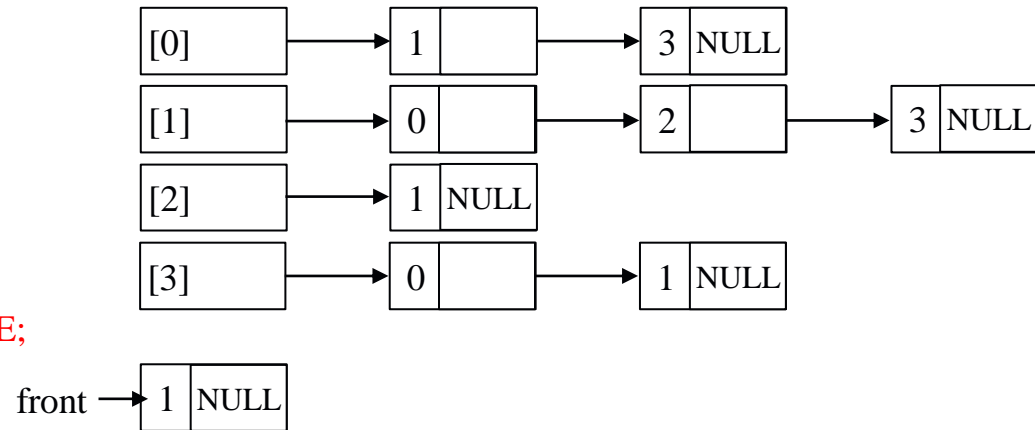 [0] 1 3 NULL
[1] 0 2 3 NULL
[2] 1 NULL
[3] 0 1 NULL
E;
front 1 NULL